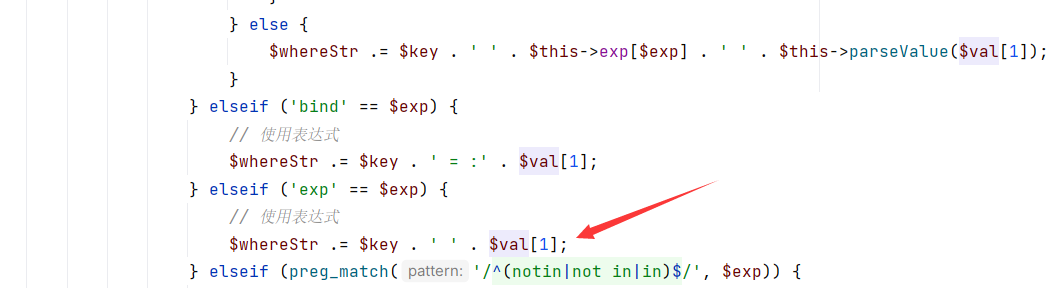 }
} else {
$whereStr .= $key . ' ' . $this->exp[$exp] . ' ' . $this->parseValue($val[1]);
}
} elseif ('bind' == $exp) {
// 使用表达式
$whereStr .= $key . ' = :' . $val[1];
} elseif ('exp' == $exp) {
// 使用表达式
$whereStr .= $key . ' ' . $val[1];
} elseif (preg_match( pattern: '/^(notin|not in|in)$/', $exp)) {